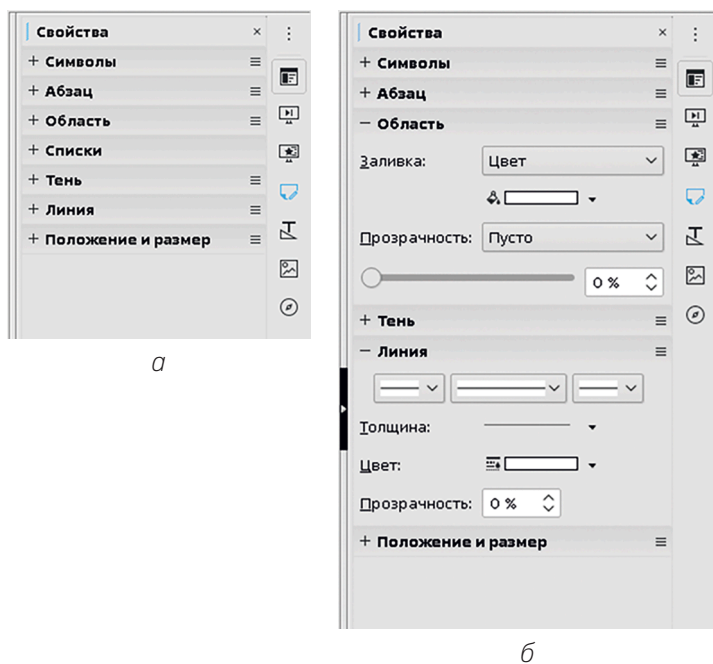 Свойства
Символы
Абзац
Область
Списки
Тень
Линия
Положение и размер
а
Свойства
Символы
Абзац
Область
Заливка: Цвет
Прозрачность: Пусто
0 %
Тень
Линия
Толщина:
Цвет:
Прозрачность: 0 %
Положение и размер
б